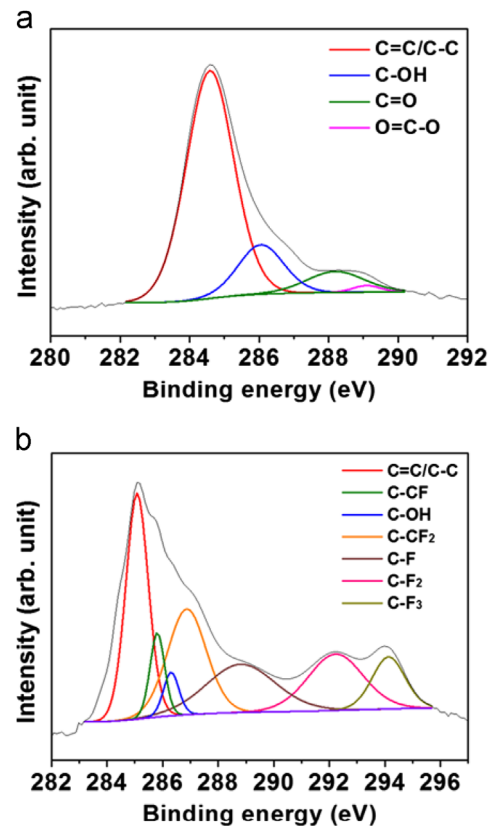 a
C=C/C-C
C-OH
C=O
O=C-O
Intensity (arb. unit)
280 282 284 286 288 290 292
Binding energy (eV)
b
C=C/C-C
C-CF
C-OH
C-CF₂
C-F
C-F₂
C-F₃
Intensity (arb. unit)
282 284 286 288 290 292 294 296
Binding energy (eV)